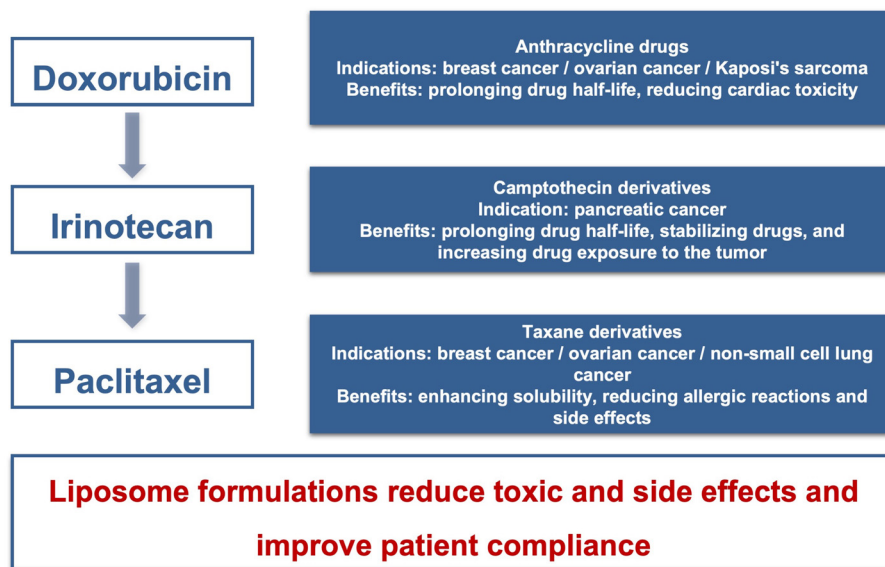 Doxorubicin
Anthracycline drugs
Indications: breast cancer / ovarian cancer / Kaposi's sarcoma
Benefits: prolonging drug half-life, reducing cardiac toxicity
Irinotecan
Camptothecin derivatives
Indication: pancreatic cancer
Benefits: prolonging drug half-life, stabilizing drugs, and
increasing drug exposure to the tumor
Paclitaxel
Taxane derivatives
Indications: breast cancer / ovarian cancer / non-small cell lung
cancer
Benefits: enhancing solubility, reducing allergic reactions and
side effects
Liposome formulations reduce toxic and side effects and
improve patient compliance